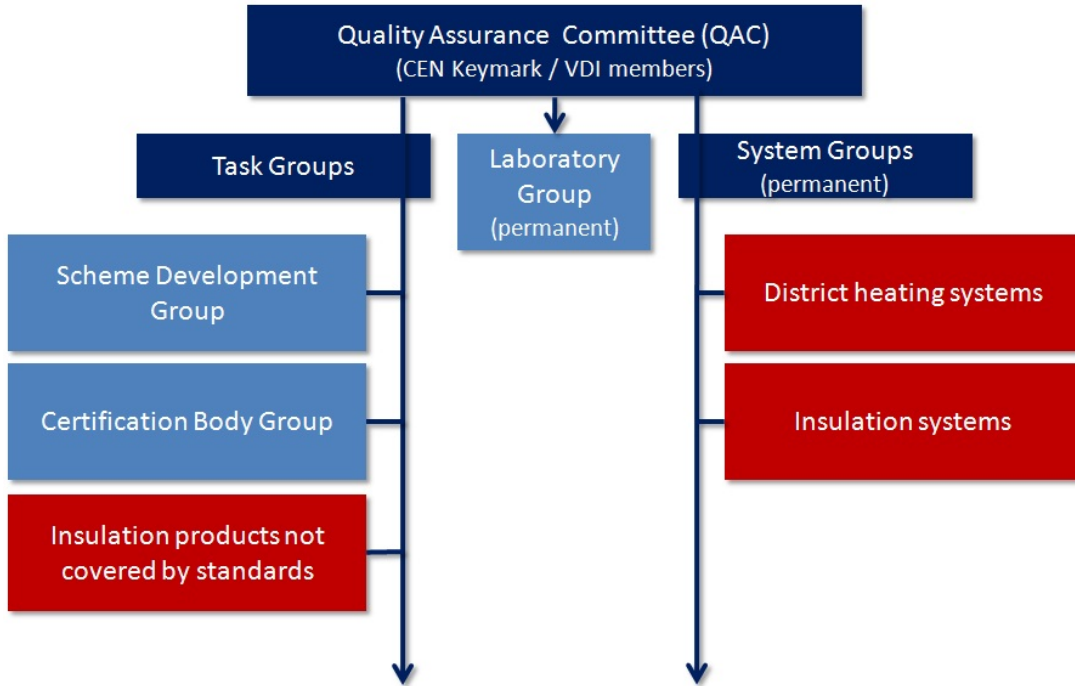 Quality Assurance Committee (QAC)
(CEN Keymark / VDI members)
Task Groups
Laboratory
Group
(permanent)
System Groups
(permanent)
Scheme Development
Group
District heating systems
Certification Body Group
Insulation systems
Insulation products not
covered by standards